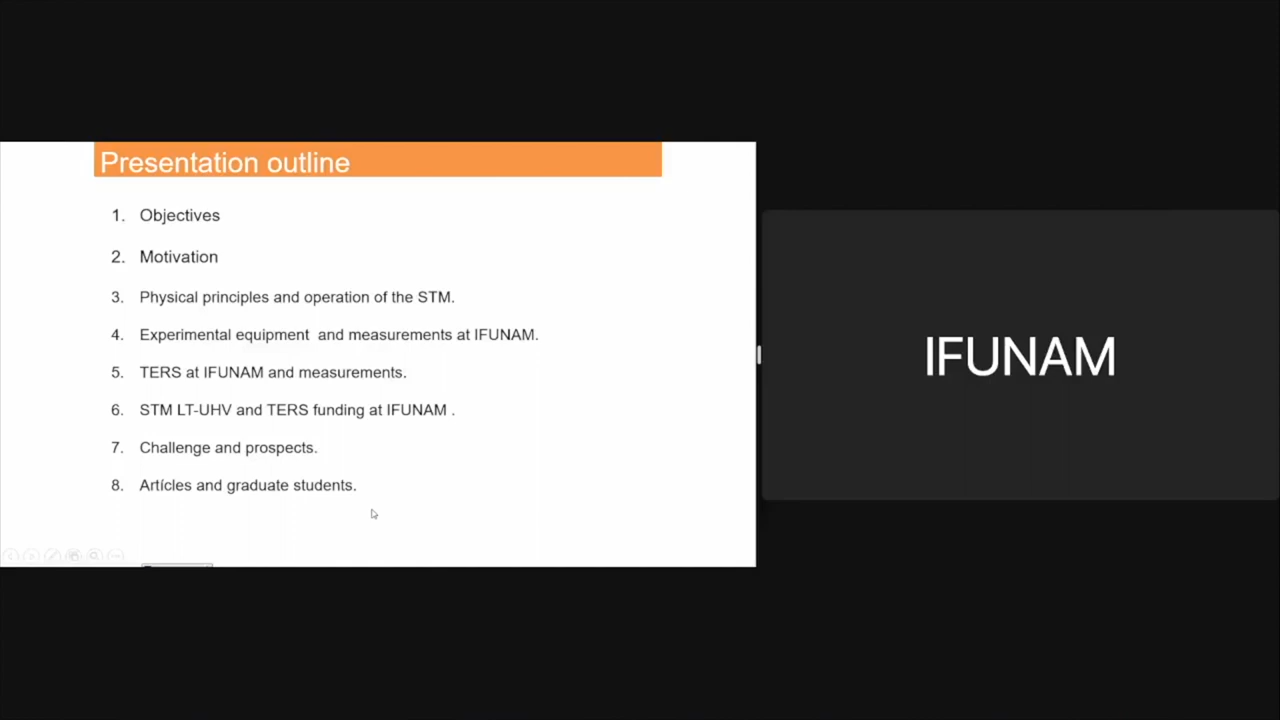 Presentation outline
1. Objectives
2. Motivation
3. Physical principles and operation of the STM.
4. Experimental equipment and measurements at IFUNAM.
5. TERS at IFUNAM and measurements.
6. STM LT-UHV and TERS funding at IFUNAM .
7. Challenge and prospects.
8. Artícles and graduate students.
IFUNAM